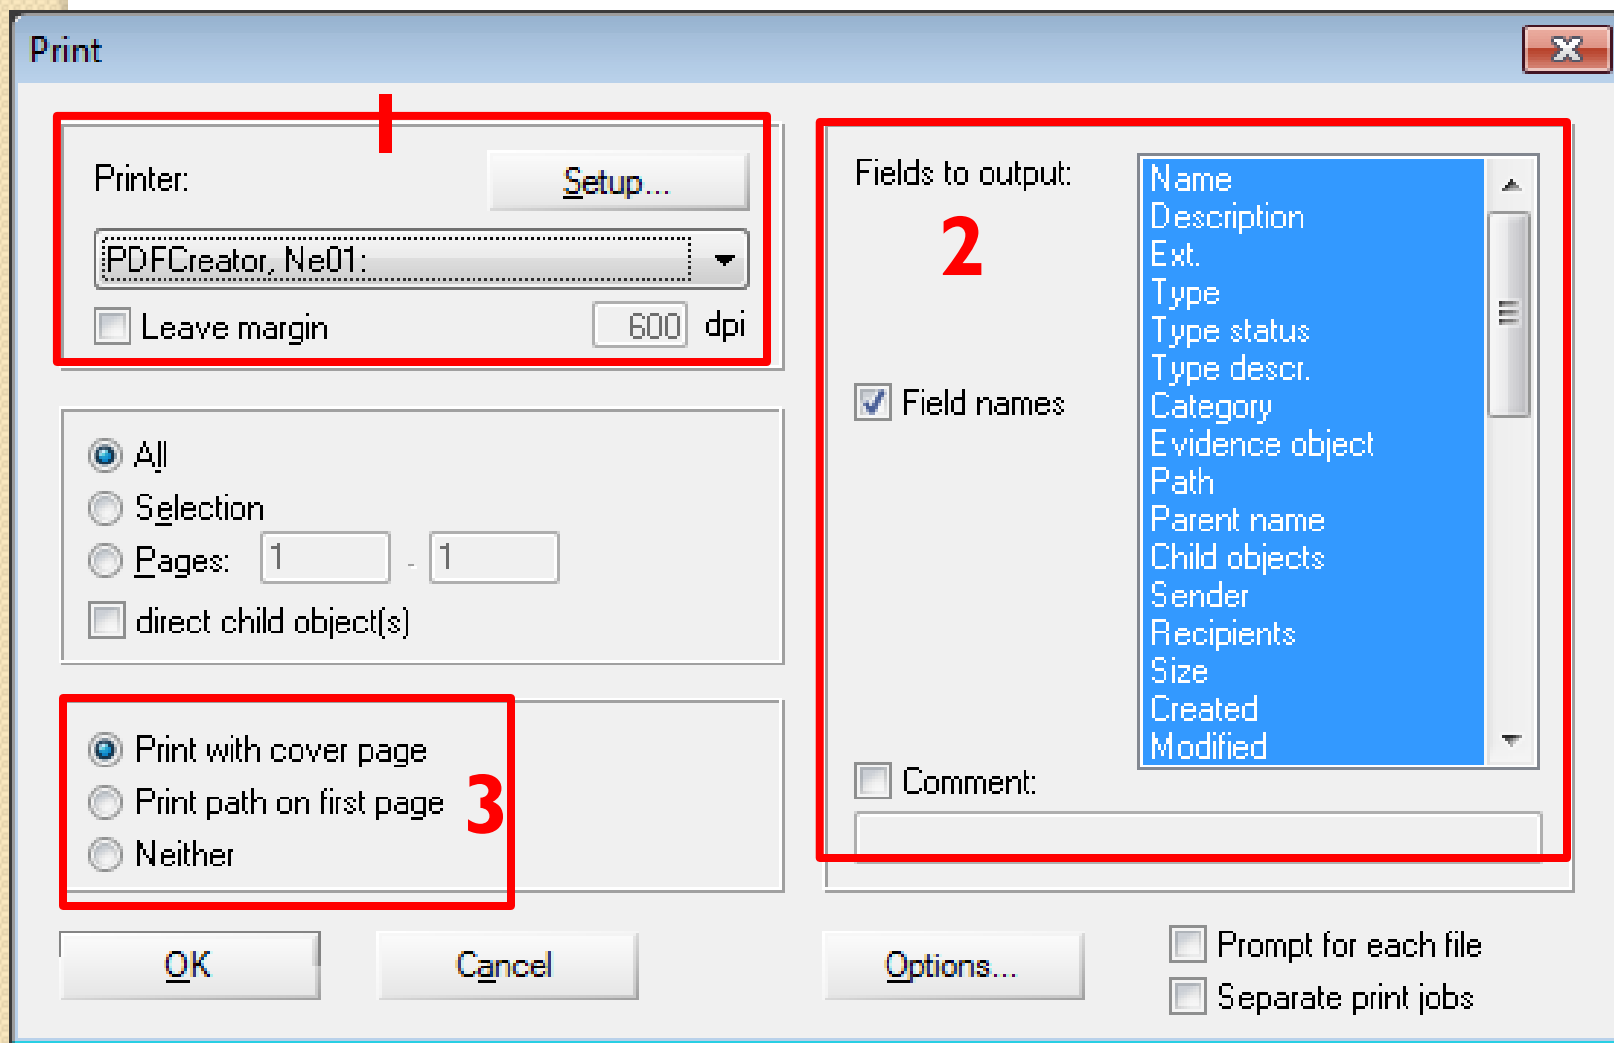 Print
1
Printer:
Setup...
PDFCreator, Ne01:
Leave margin
600 dpi
All
Selection
Pages: 1 - 1
direct child object(s)
Print with cover page
Print path on first page
Neither
3
Fields to output:
2
Field names
Name
Description
Ext.
Type
Type status
Type descr.
Category
Evidence object
Path
Parent name
Child objects
Sender
Recipients
Size
Created
Modified
Comment:
OK
Cancel
Options...
Prompt for each file
Separate print jobs